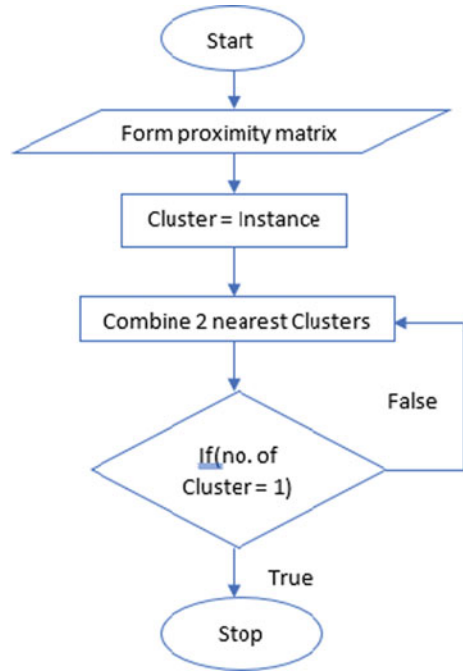 Start
Form proximity matrix
Cluster = Instance
Combine 2 nearest Clusters
False
If(no. of
Cluster = 1)
True
Stop